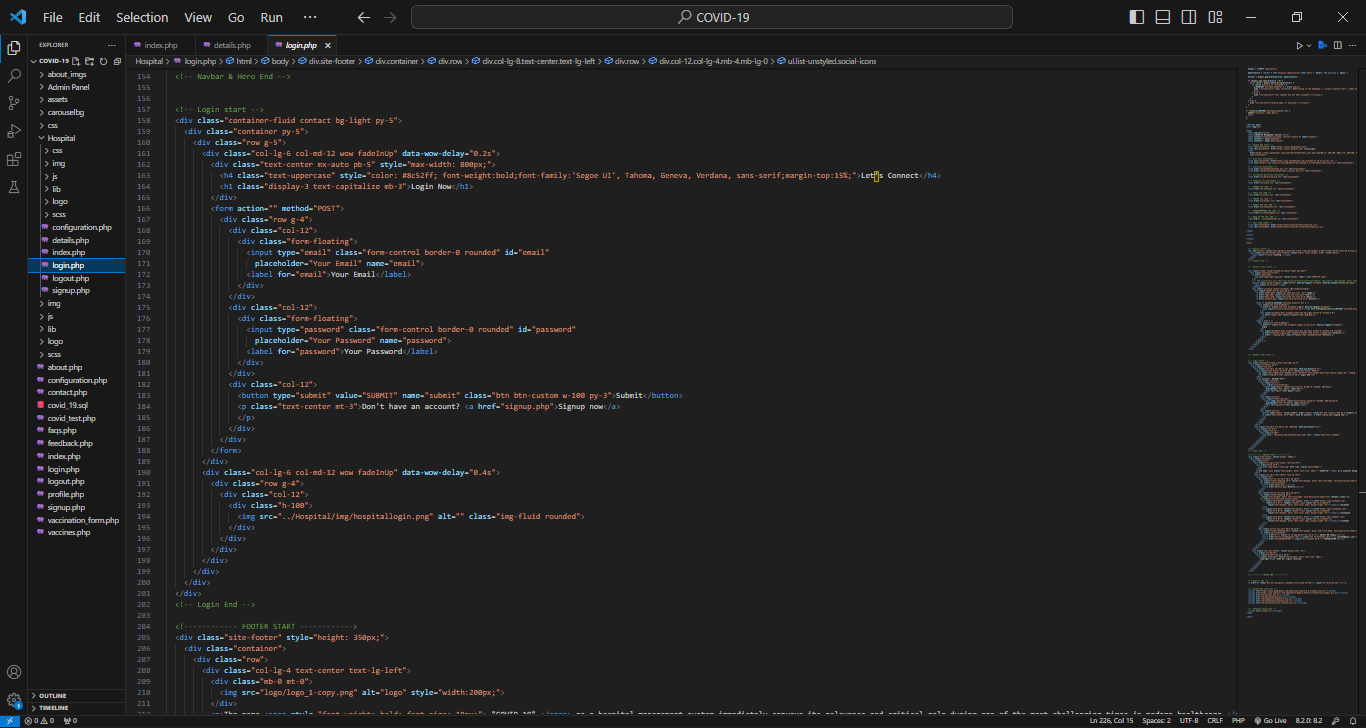 File Edit Selection View Go Run ··· COVID-19
EXPLORER ···
index.php details.php login.php
COVID-19
Hospital > login.php > html > body > div.site-footer > div.container > div.row > div.col-lg-8.text-center.text-lg-left > div.row > div.col-12.col-lg-4.mb-4.mb-lg-0 > ul.list-unstyled.social-icons
about_imgs
Admin Panel
assets
carouselbg
css
Hospital
css
img
js
lib
logo
scss
configuration.php
details.php
index.php
login.php
logout.php
signup.php
img
js
lib
logo
scss
about.php
configuration.php
contact.php
covid_19.sql
covid_test.php
faqs.php
feedback.php
index.php
login.php
logout.php
profile.php
signup.php
vaccination_form.php
vaccines.php
OUTLINE
TIMELINE
154 <!-- Navbar & Hero End -->
155
156
157 <!-- Login start -->
158 <div class="container-fluid contact bg-light py-5">
159 <div class="container py-5">
160 <div class="row g-5">
161 <div class="col-lg-6 col-md-12 wow fadeInUp" data-wow-delay="0.2s">
162 <div class="text-center mx-auto pb-5" style="max-width: 800px;">
163 <h4 class="text-uppercase" style="color: #8c52ff; font-weight:bold;font-family:'Segoe UI', Tahoma, Geneva, Verdana, sans-serif;margin-top:15%;">Let’s Connect</h4>
164 <h1 class="display-3 text-capitalize mb-3">Login Now</h1>
165 </div>
166 <form action="" method="POST">
167 <div class="row g-4">
168 <div class="col-12">
169 <div class="form-floating">
170 <input type="email" class="form-control border-0 rounded" id="email"
171 placeholder="Your Email" name="email">
172 <label for="email">Your Email</label>
173 </div>
174 </div>
175 <div class="col-12">
176 <div class="form-floating">
177 <input type="password" class="form-control border-0 rounded" id="password"
178 placeholder="Your Password" name="password">
179 <label for="password">Your Password</label>
180 </div>
181 </div>
182 <div class="col-12">
183 <button type="submit" value="SUBMIT" name="submit" class="btn btn-custom w-100 py-3">Submit</button>
184 <p class="text-center mt-3">Don't have an account? <a href="signup.php">Signup now</a>
185 </p>
186 </div>
187 </div>
188 </form>
189 </div>
190 <div class="col-lg-6 col-md-12 wow fadeInUp" data-wow-delay="0.4s">
191 <div class="row g-4">
192 <div class="col-12">
193 <div class="h-100">
194 <img src="../Hospital/img/hospitallogin.png" alt="" class="img-fluid rounded">
195 </div>
196 </div>
197 </div>
198 </div>
199 </div>
200 </div>
201 </div>
202 <!-- Login End -->
203
204 <!------------ FOOTER START ------------>
205 <div class="site-footer" style="height: 350px;">
206 <div class="container">
207 <div class="row">
208 <div class="col-lg-4 text-center text-lg-left">
209 <div class="mb-0 mt-0">
210 <img src="logo/logo_1-copy.png" alt="logo" style="width:200px;">
211 </div>
0 0 0 Ln 226, Col 15 Spaces: 2 UTF-8 CRLF PHP Go Live 8.2.0: 8.2